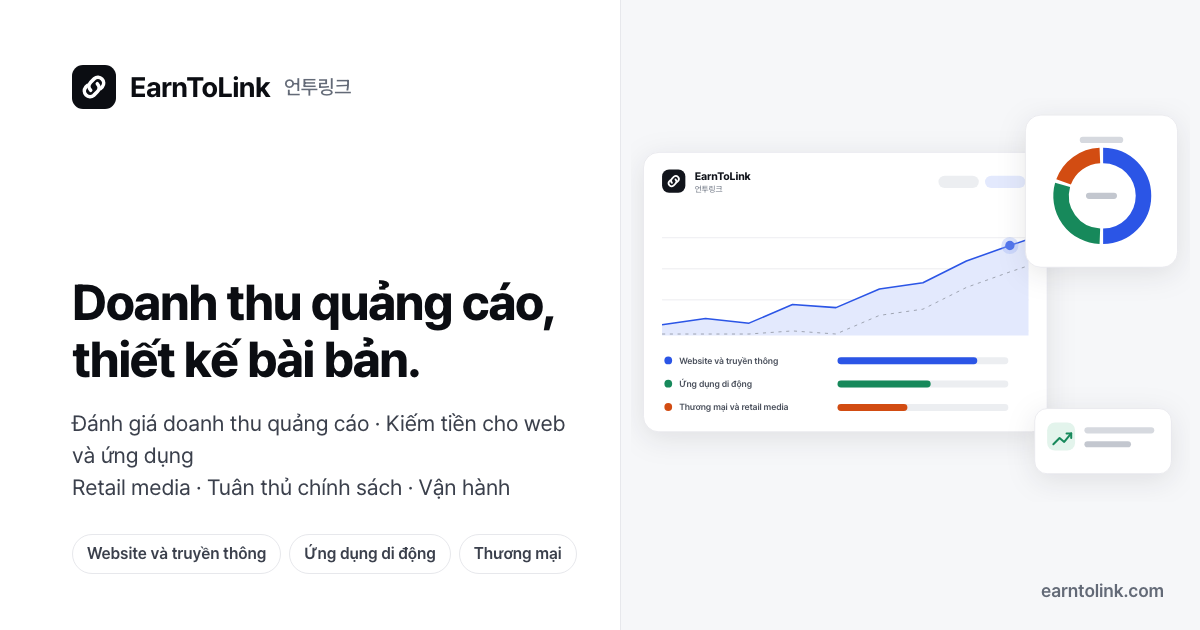 EarnToLink 언투링크
Doanh thu quảng cáo,
thiết kế bài bản.
Đánh giá doanh thu quảng cáo · Kiếm tiền cho web
và ứng dụng
Retail media · Tuân thủ chính sách · Vận hành
Website và truyền thông
Ứng dụng di động
Thương mại
EarnToLink
언투링크
Website và truyền thông
Ứng dụng di động
Thương mại và retail media
earntolink.com